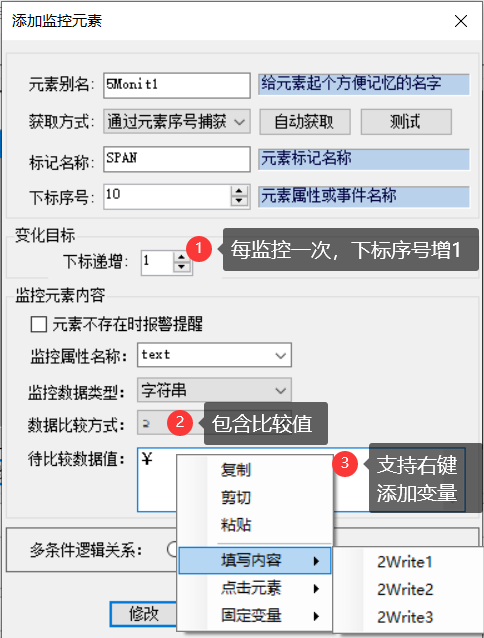 添加监控元素
元素别名: 5Monit1 给元素起个方便记忆的名字
获取方式: 通过元素序号捕获 自动获取 测试
标记名称: SPAN 元素标记名称
下标序号: 10 元素属性或事件名称
变化目标
下标递增: 1 1 每监控一次，下标序号增1
监控元素内容
元素不存在时报警提醒
监控属性名称: text
监控数据类型: 字符串
数据比较方式: ⊇ 2 包含比较值
待比较数据值: ¥ 3 支持右键
添加变量
复制
剪切
粘贴
多条件逻辑关系:
填写内容 2Write1
点击元素 2Write2
修改 固定变量 2Write3